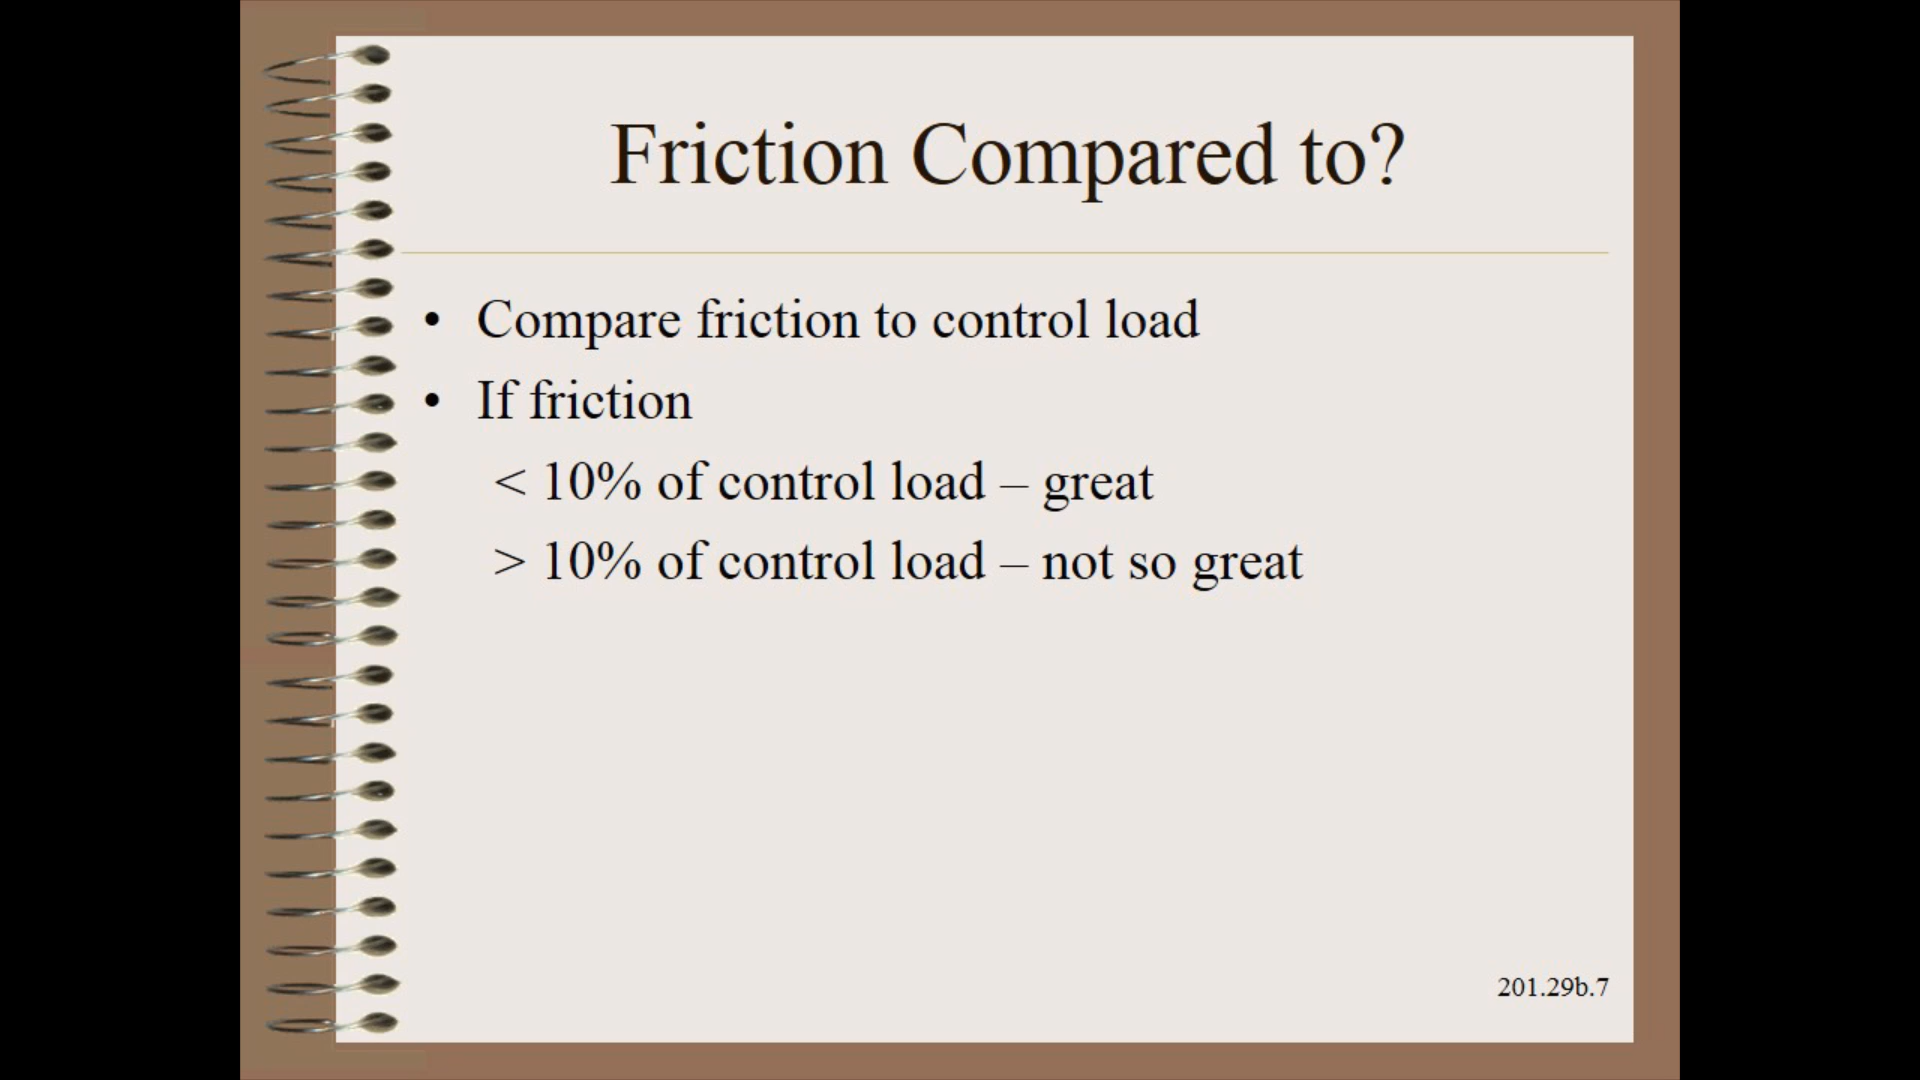 Friction Compared to?
• Compare friction to control load
• If friction
< 10% of control load – great
> 10% of control load – not so great
201.29b.7